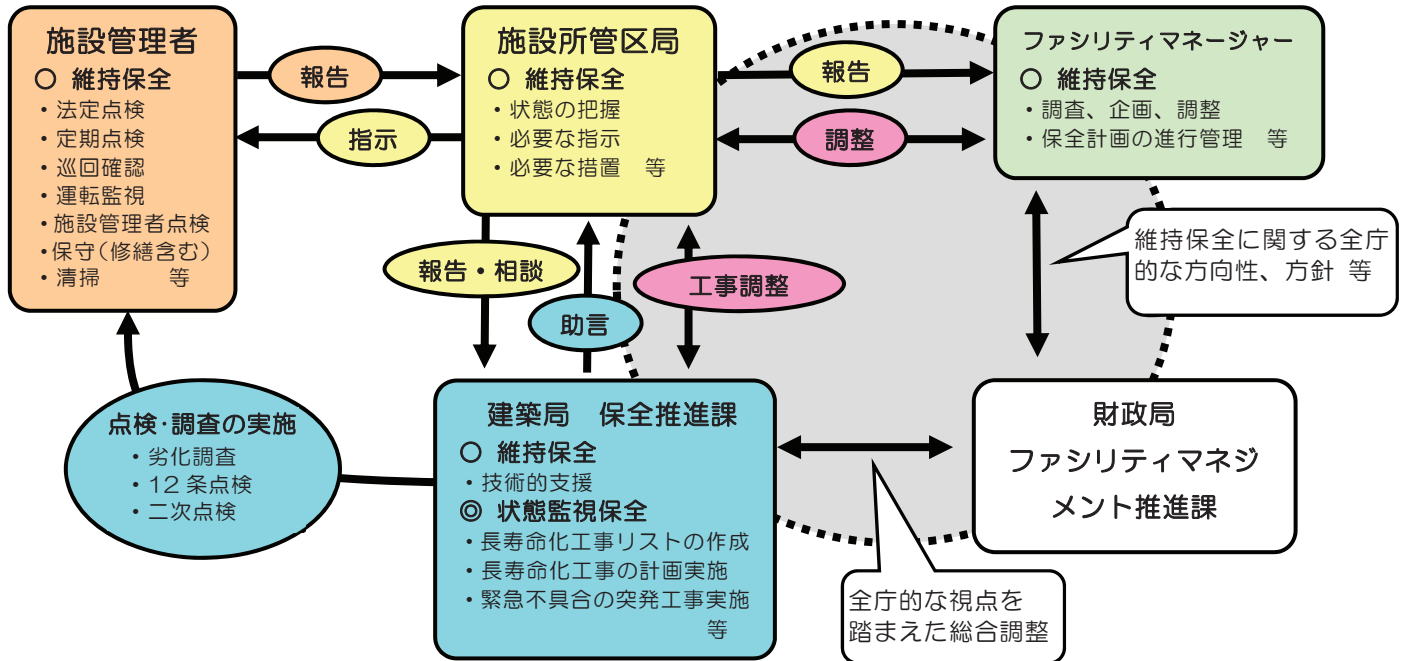 施設管理者
○ 維持保全
・法定点検
・定期点検
・巡回確認
・運転監視
・施設管理者点検
・保守(修繕含む)
・清掃　　　等
報告
指示
施設所管区局
○ 維持保全
・状態の把握
・必要な指示
・必要な措置　等
報告
調整
ファシリティマネージャー
○ 維持保全
・調査、企画、調整
・保全計画の進行管理　等
維持保全に関する全庁
的な方向性、方針 等
報告・相談
助言
工事調整
点検・調査の実施
・劣化調査
・12 条点検
・二次点検
建築局　保全推進課
○ 維持保全
・技術的支援
◎ 状態監視保全
・長寿命化工事リストの作成
・長寿命化工事の計画実施
・緊急不具合の突発工事実施
等
財政局
ファシリティマネジ
メント推進課
全庁的な視点を
踏まえた総合調整